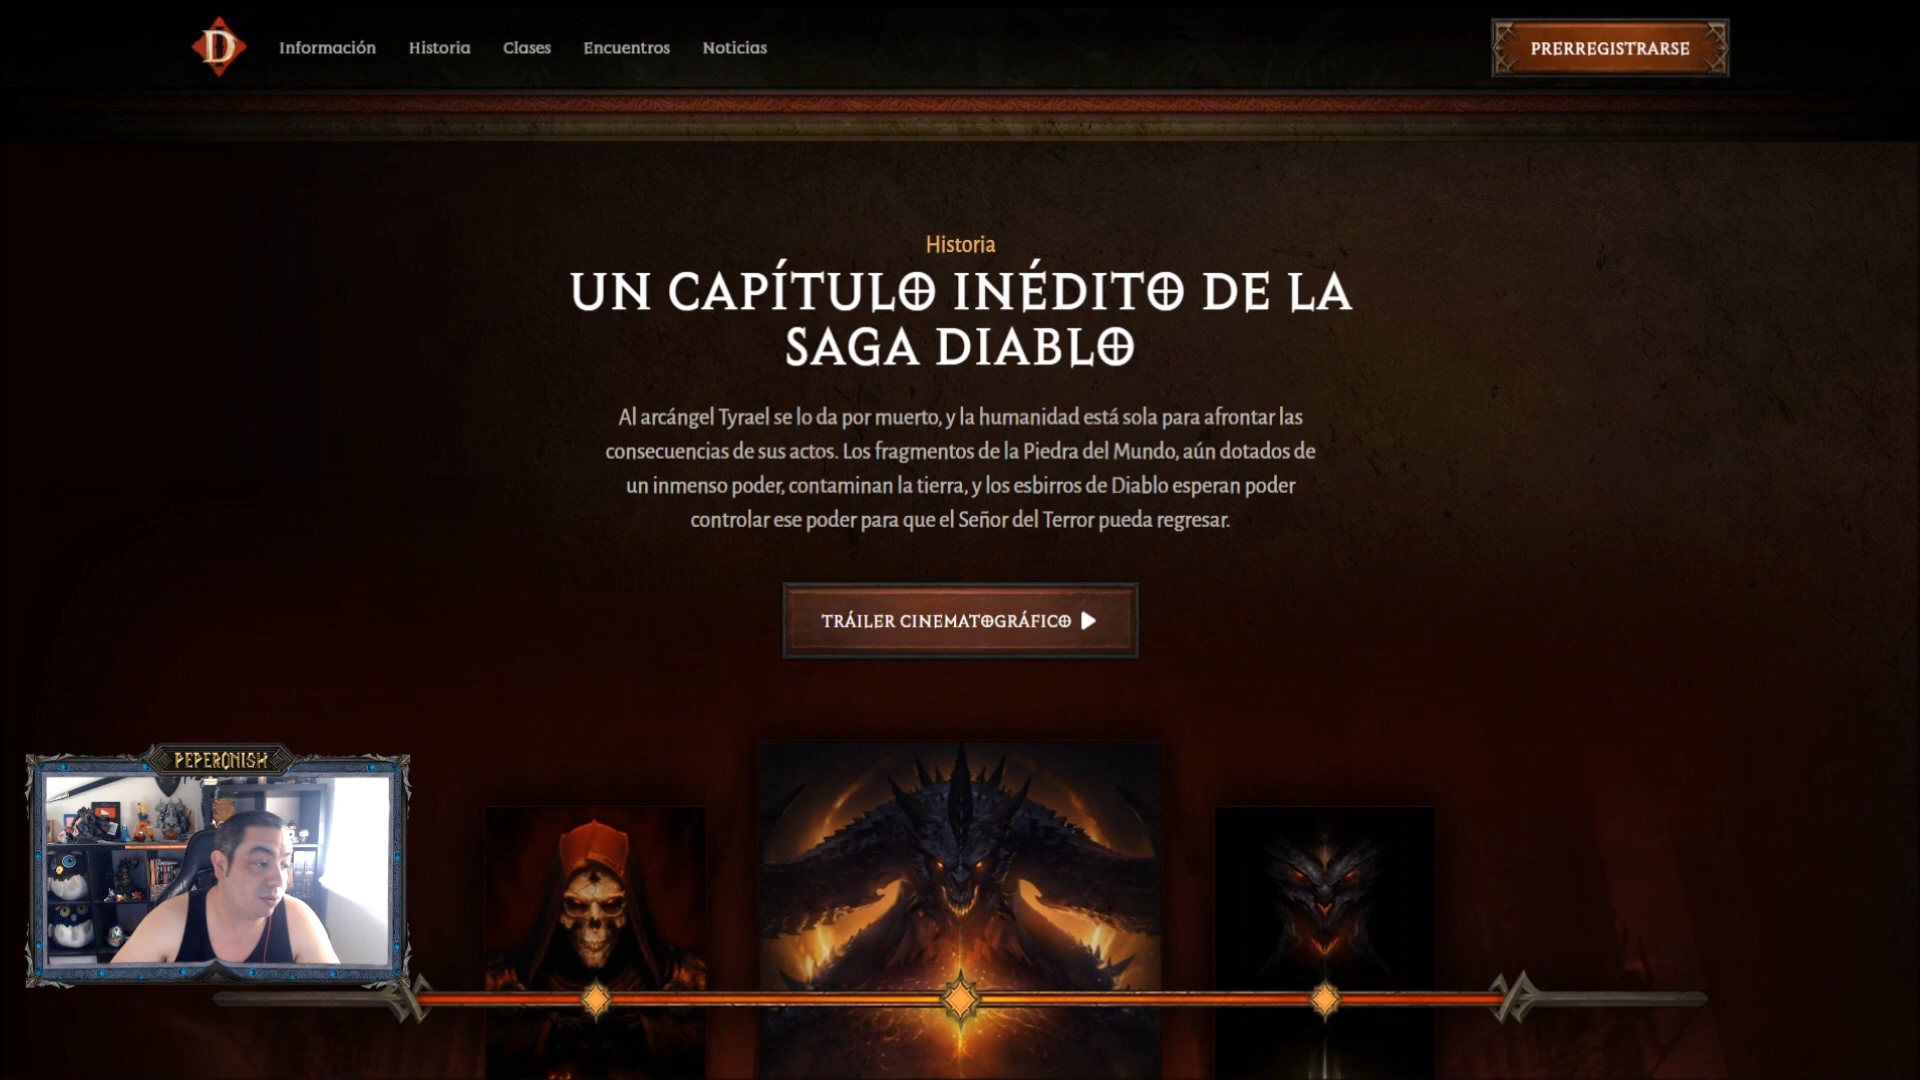 D
Información
Historia
Clases
Encuentros
Noticias
PRERREGISTRARSE
Historia
UN CAPÍTULO INÉDITO DE LA
SAGA DIABLO
Al arcángel Tyrael se lo da por muerto, y la humanidad está sola para afrontar las
consecuencias de sus actos. Los fragmentos de la Piedra del Mundo, aún dotados de
un inmenso poder, contaminan la tierra, y los esbirros de Diablo esperan poder
controlar ese poder para que el Señor del Terror pueda regresar.
TRÁILER CINEMATOGRÁFICO
PEPERONISH